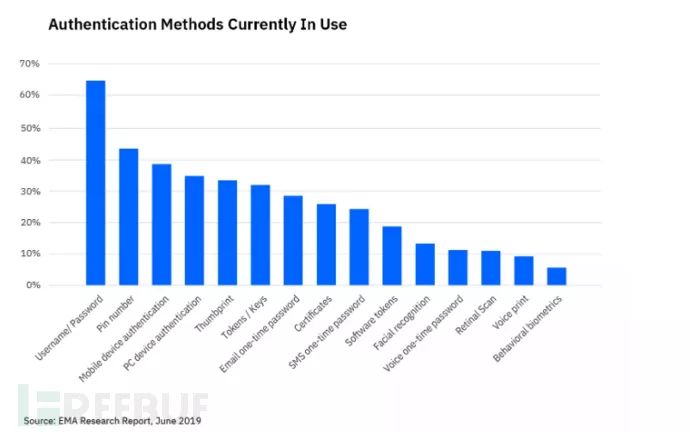 Authentication Methods Currently In Use
70%
60%
50%
40%
30%
20%
10%
0%
Username/ Password
Pin number
Mobile device authentication
PC device authentication
Thumbprint
Tokens / Keys
Email one-time password
Certificates
SMS one-time password
Software tokens
Facial recognition
Voice one-time password
Retinal Scan
Voice print
Behavioral biometrics
FREEBUF
Source: EMA Research Report, June 2019